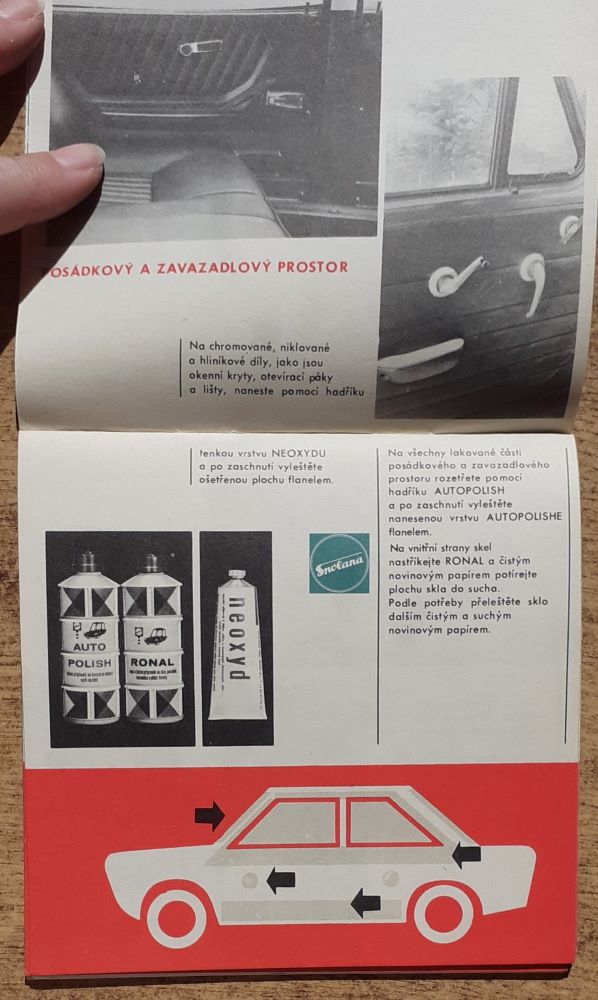 OSÁDKOVÝ A ZAVAZADLOVÝ PROSTOR
Na chromované, niklované
a hliníkové díly, jako jsou
okenní kryty, otevírací páky
a lišty, naneste pomocí hadříku
tenkou vrstvu NEOXYDU
a po zaschnutí vyleštěte
ošetřenou plochu flanelem.
Na všechny lakované části
posádkového a zavazadlového
prostoru rozetřete pomocí
hadříku AUTOPOLISH
a po zaschnutí vyleštěte
nanesenou vrstvu AUTOPOLISHE
flanelem.
Na vnitřní strany skel
nastříkejte RONAL a čistým
novinovým papírem potírejte
plochu skla do sucha.
Podle potřeby přeleštěte sklo
dalším čistým a suchým
novinovým papírem.
AUTO
POLISH
RONAL
neoxyd
Spolana